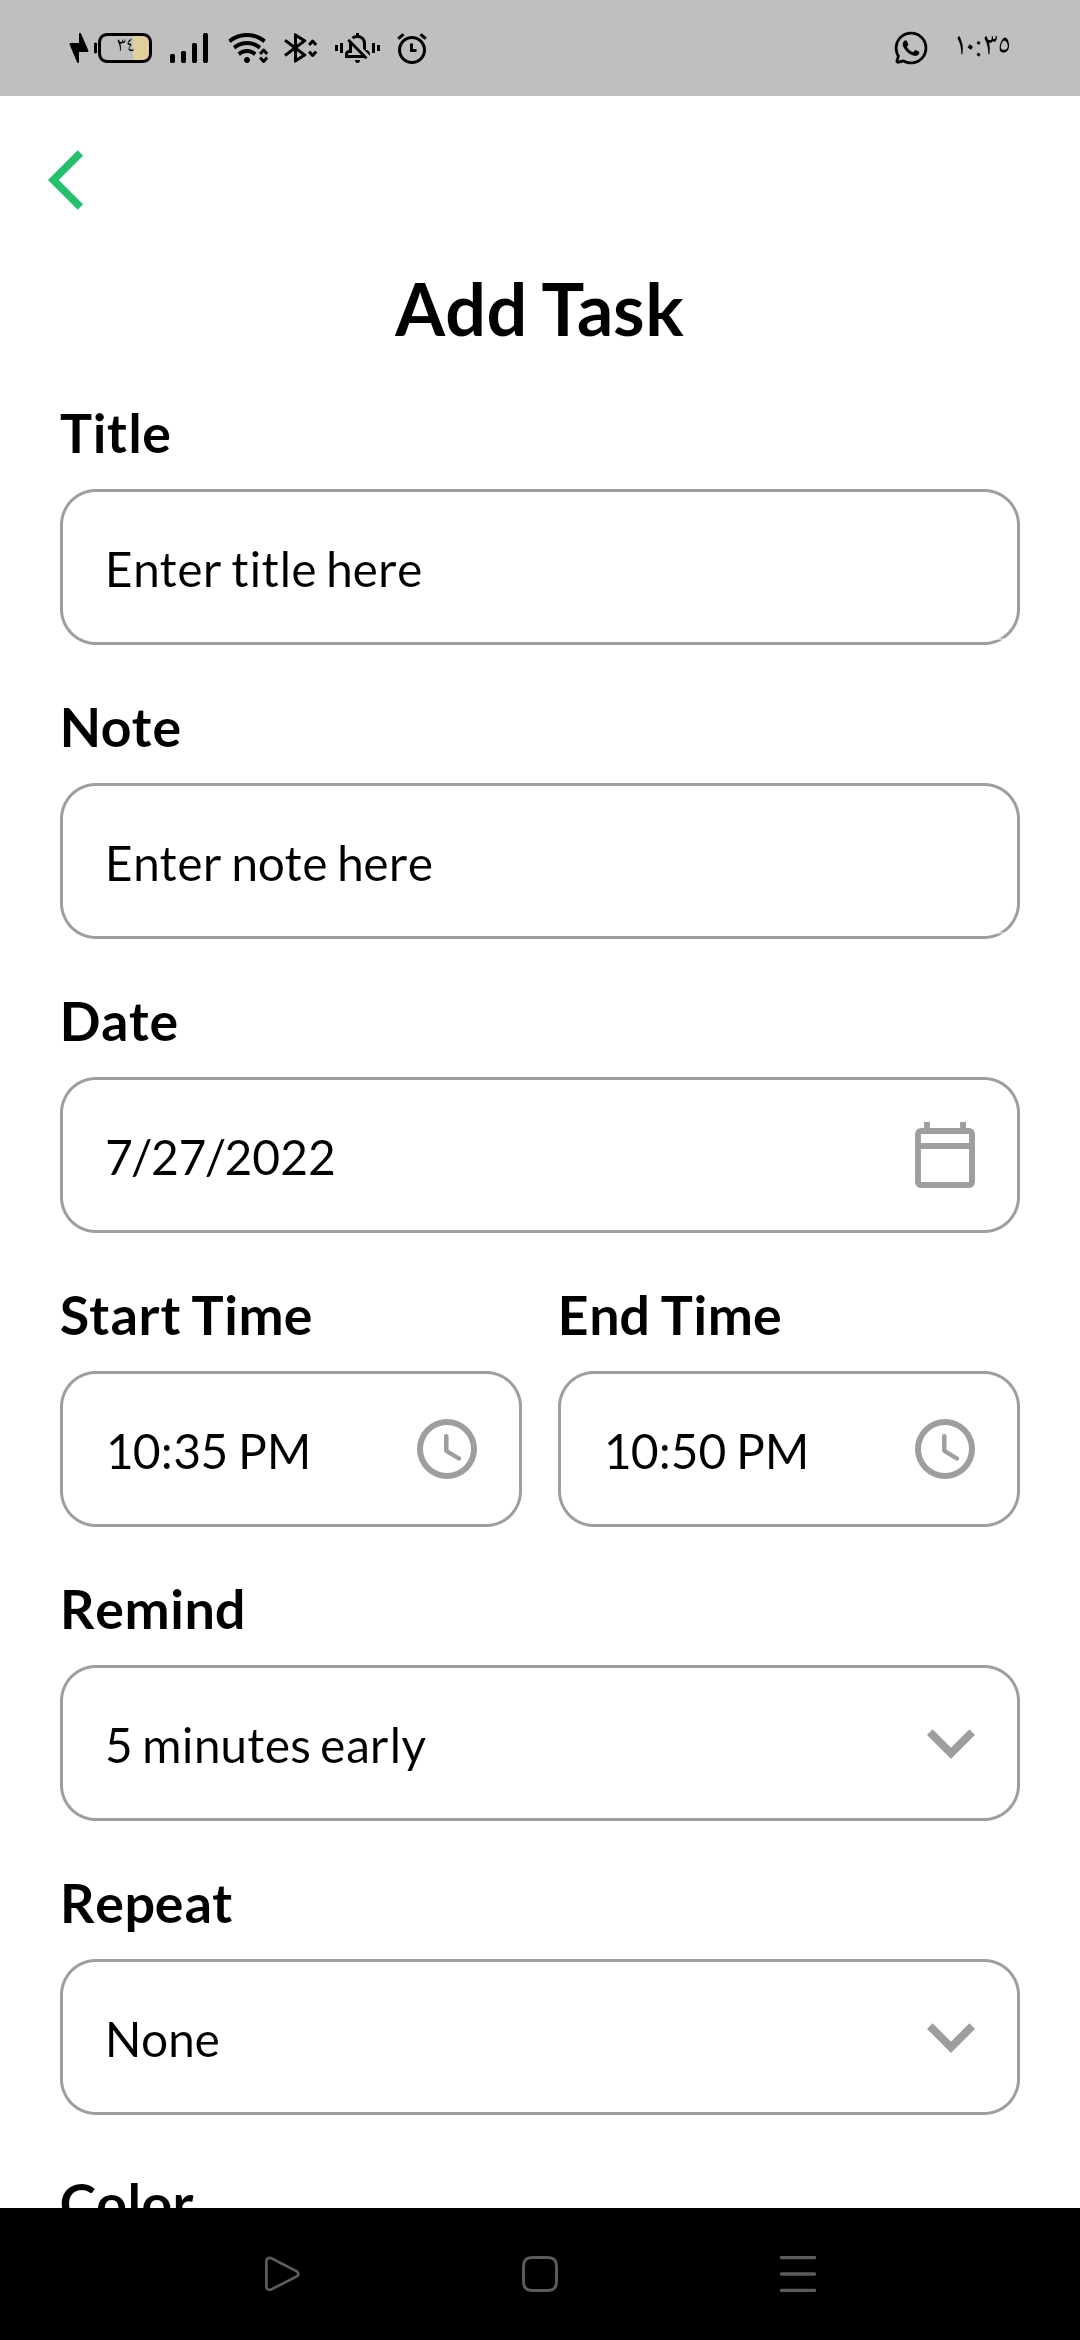 ٣٤
١٠:٣٥
Add Task
Title
Enter title here
Note
Enter note here
Date
7/27/2022
Start Time
End Time
10:35 PM
10:50 PM
Remind
5 minutes early
Repeat
None
Color